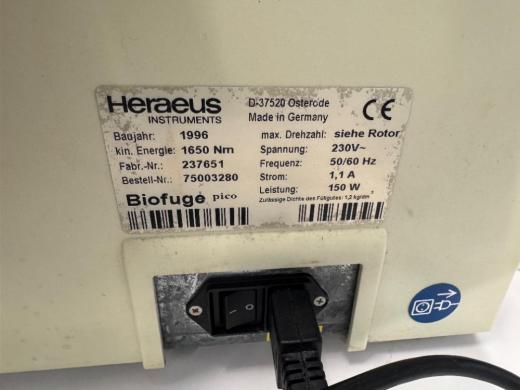 Heraeus
INSTRUMENTS
D-37520 Osterode
Made in Germany
CE
Baujahr: 1996
max. Drehzahl: siehe Rotor
kin. Energie: 1650 Nm
Spannung: 230V~
Fabr.-Nr.: 237651
Frequenz: 50/60 Hz
Bestell-Nr.: 75003280
Strom: 1,1 A
Leistung: 150 W
Biofuge pico
Zulässige Dichte des Füllgutes: 1,2 kg/dm³